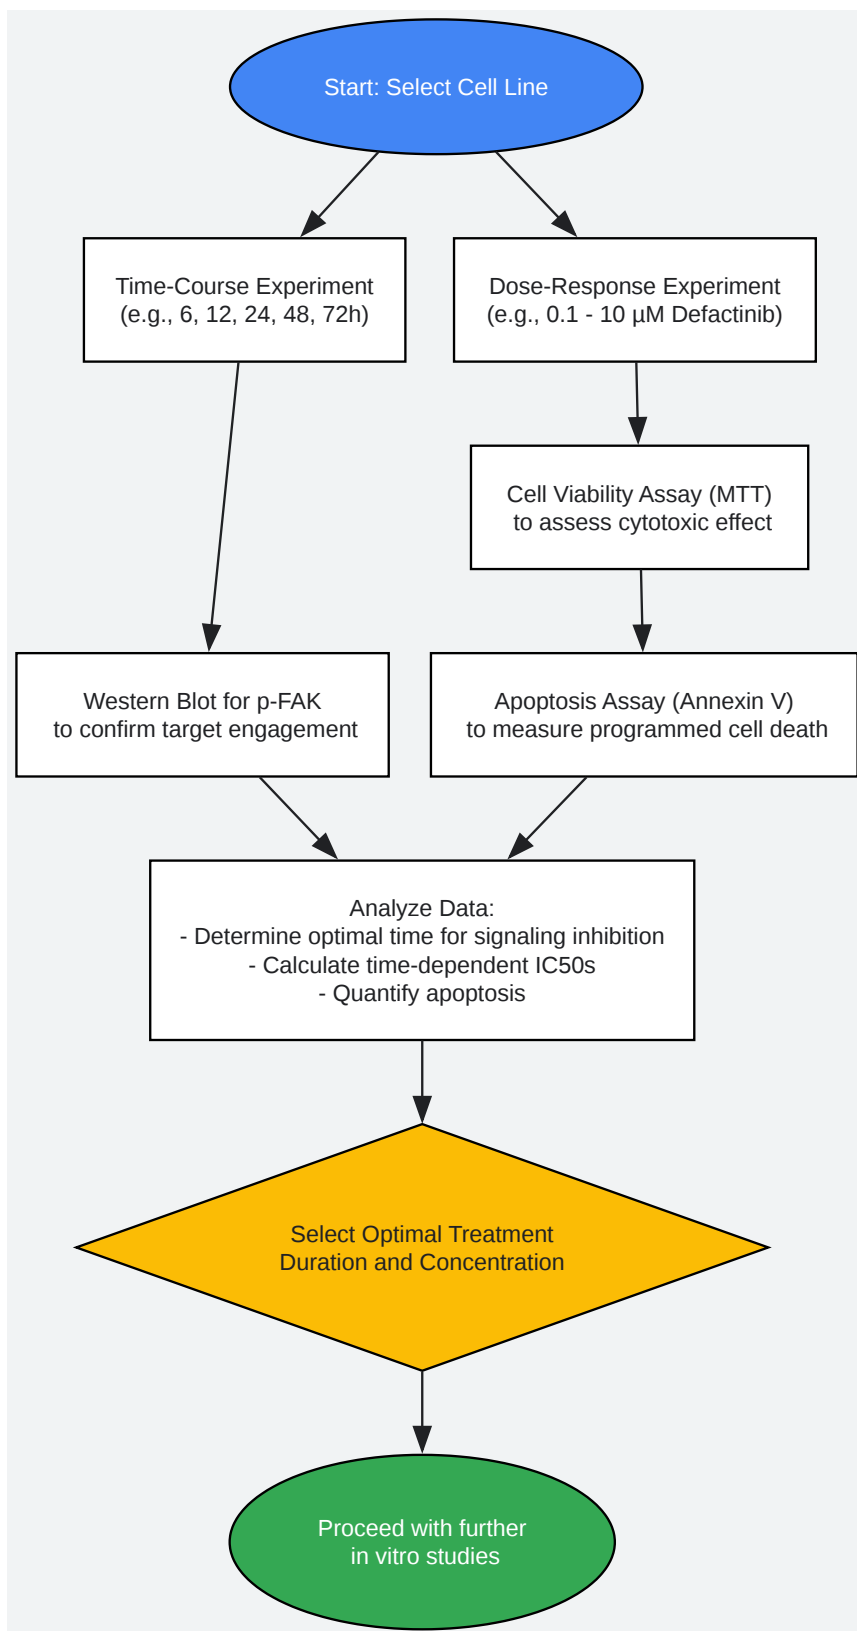 Start: Select Cell Line
Time-Course Experiment
(e.g., 6, 12, 24, 48, 72h)
Dose-Response Experiment
(e.g., 0.1 - 10 µM Defactinib)
Cell Viability Assay (MTT)
to assess cytotoxic effect
Western Blot for p-FAK
to confirm target engagement
Apoptosis Assay (Annexin V)
to measure programmed cell death
Analyze Data:
- Determine optimal time for signaling inhibition
- Calculate time-dependent IC50s
- Quantify apoptosis
Select Optimal Treatment
Duration and Concentration
Proceed with further
in vitro studies